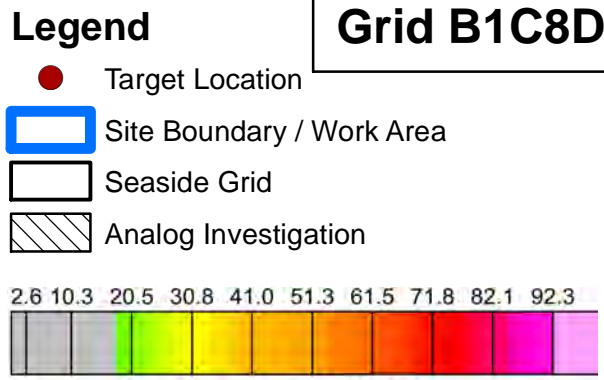 Legend
Grid B1C8D
Target Location
Site Boundary / Work Area
Seaside Grid
Analog Investigation
2.6 10.3 20.5 30.8 41.0 51.3 61.5 71.8 82.1 92.3